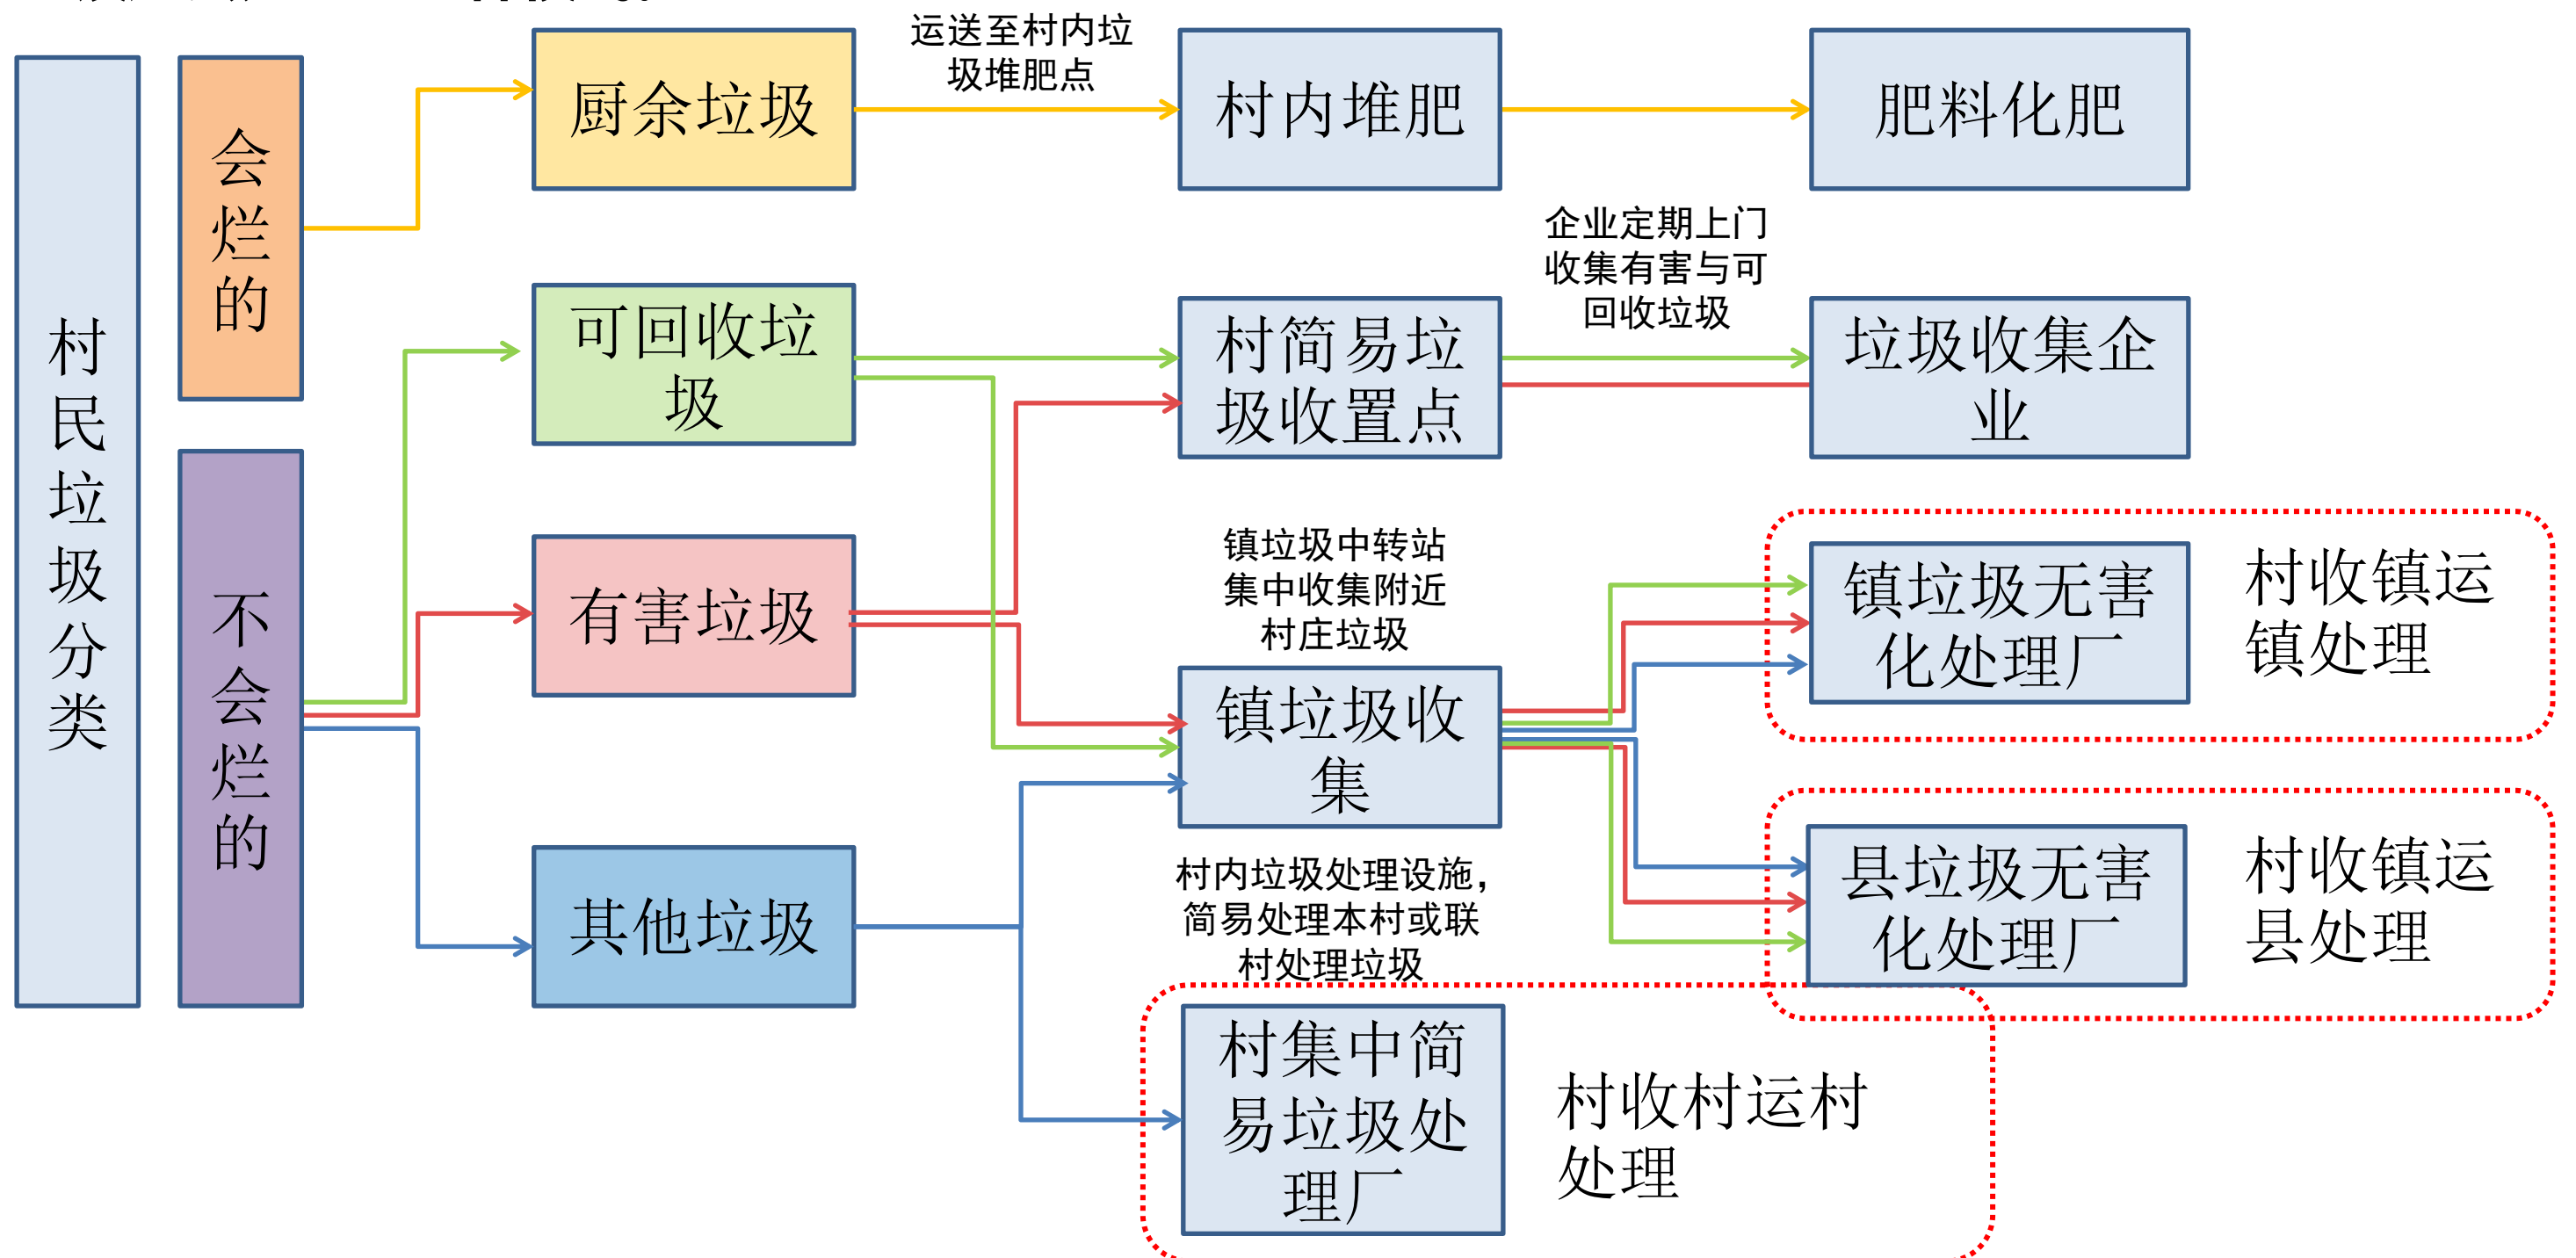 村民垃圾分类
会烂的
不会烂的
厨余垃圾
运送至村内垃
圾堆肥点
村内堆肥
肥料化肥
可回收垃
圾
村简易垃
圾收置点
企业定期上门
收集有害与可
回收垃圾
垃圾收集企
业
有害垃圾
镇垃圾中转站
集中收集附近
村庄垃圾
镇垃圾收
集
镇垃圾无害
化处理厂
村收镇运
镇处理
其他垃圾
县垃圾无害
化处理厂
村收镇运
县处理
村内垃圾处理设施，
简易处理本村或联
村处理垃圾
村集中简
易垃圾处
理厂
村收村运村
处理